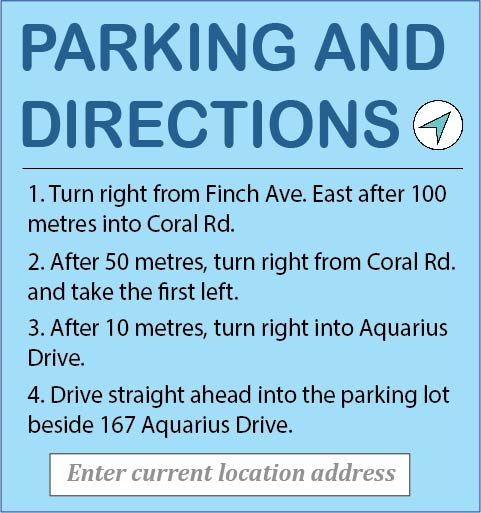 PARKING AND
DIRECTIONS
1. Turn right from Finch Ave. East after 100
metres into Coral Rd.
2. After 50 metres, turn right from Coral Rd.
and take the first left.
3. After 10 metres, turn right into Aquarius
Drive.
4. Drive straight ahead into the parking lot
beside 167 Aquarius Drive.
Enter current location address